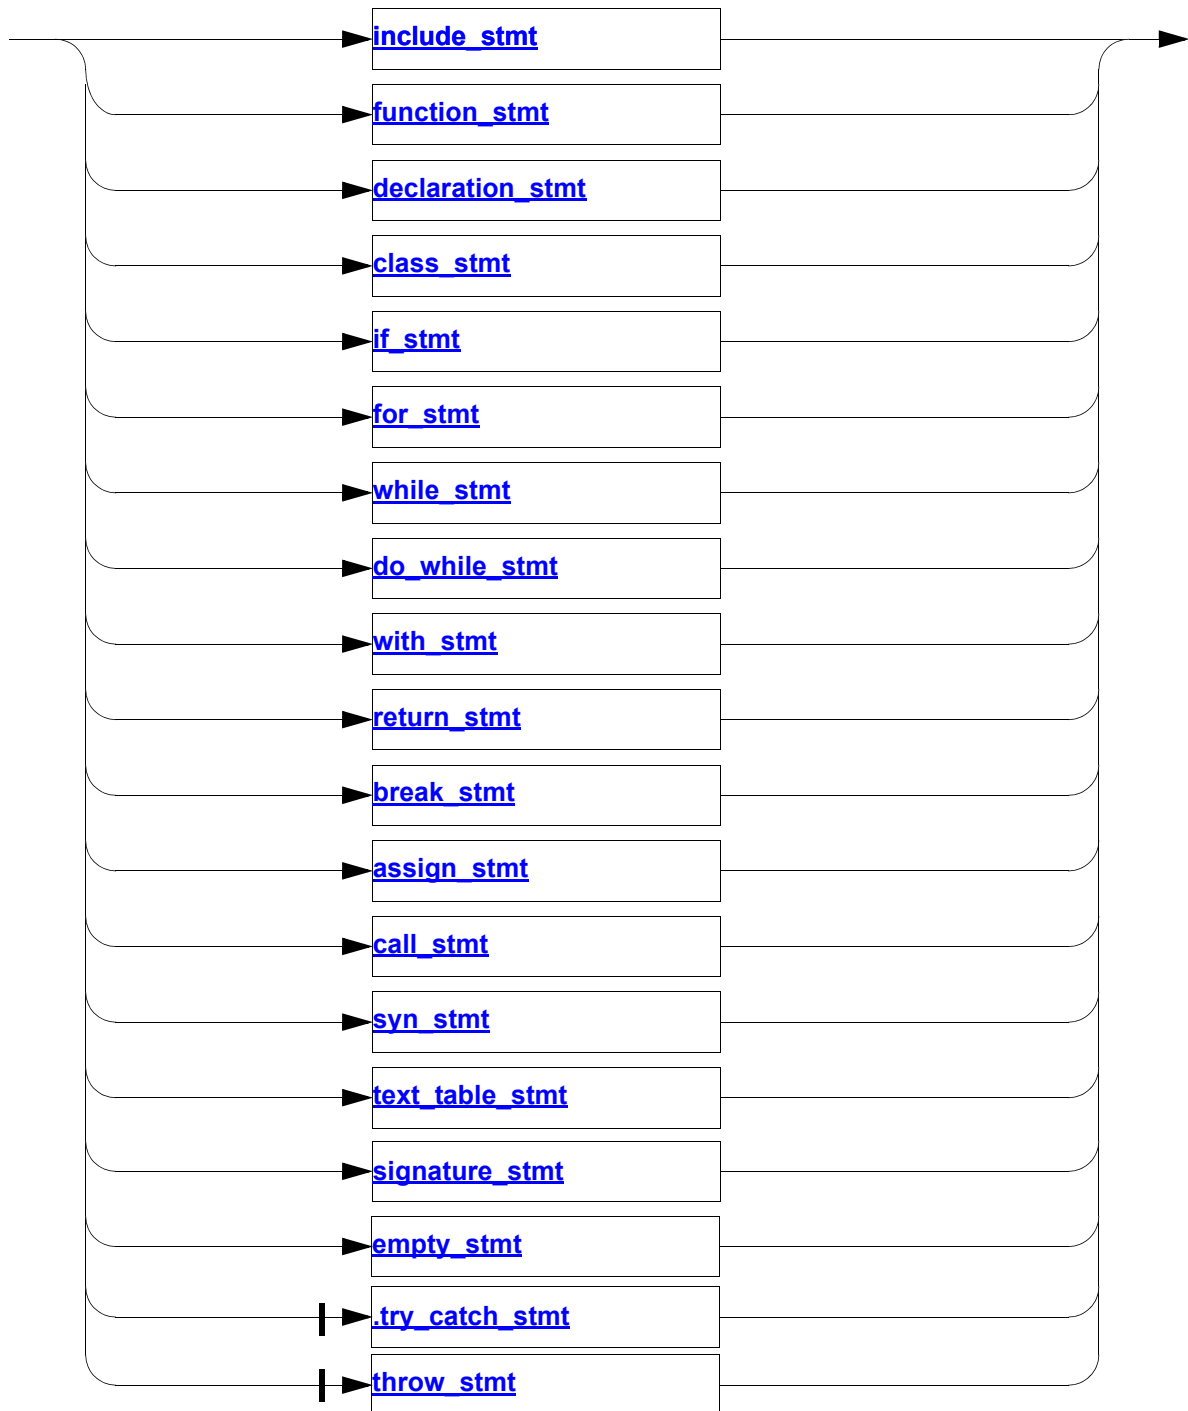 include_stmt
function_stmt
declaration_stmt
class_stmt
if_stmt
for_stmt
while_stmt
do_while_stmt
with_stmt
return_stmt
break_stmt
assign_stmt
call_stmt
syn_stmt
text_table_stmt
signature_stmt
empty_stmt
.try_catch_stmt
throw_stmt